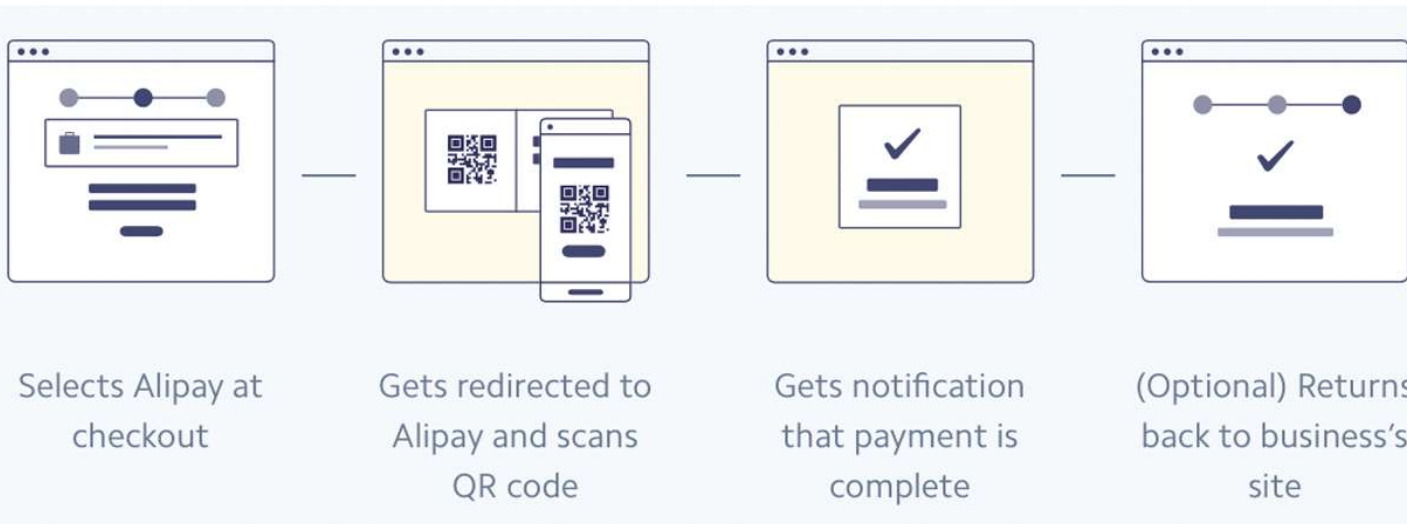 Selects Alipay at
checkout
Gets redirected to
Alipay and scans
QR code
Gets notification
that payment is
complete
(Optional) Returns
back to business's
site